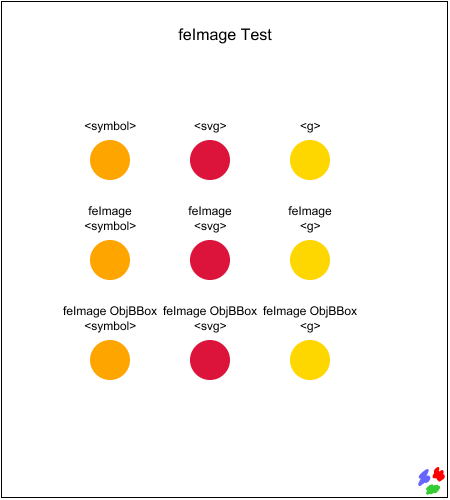 feImage Test
<symbol> <svg> <g>
feImage feImage feImage
<symbol> <svg> <g>
feImage ObjBBox feImage ObjBBox feImage ObjBBox
<symbol> <svg> <g>